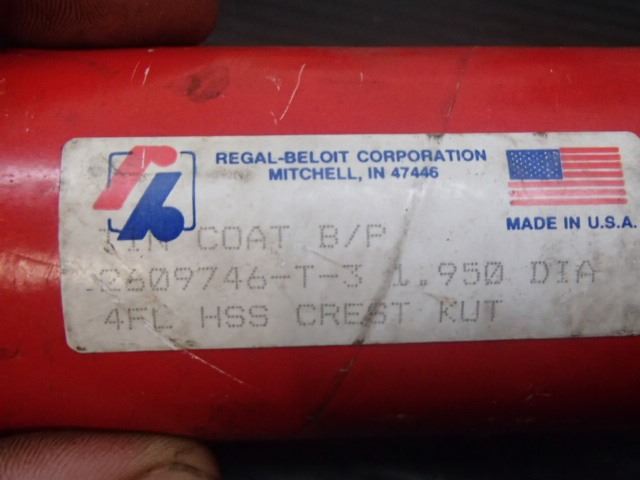 REGAL-BELOIT CORPORATION
MITCHELL, IN 47446
MADE IN U.S.A.
TIN COAT B/P
2609746-T-3 1.950 DIA
4FL HSS CREST KUT